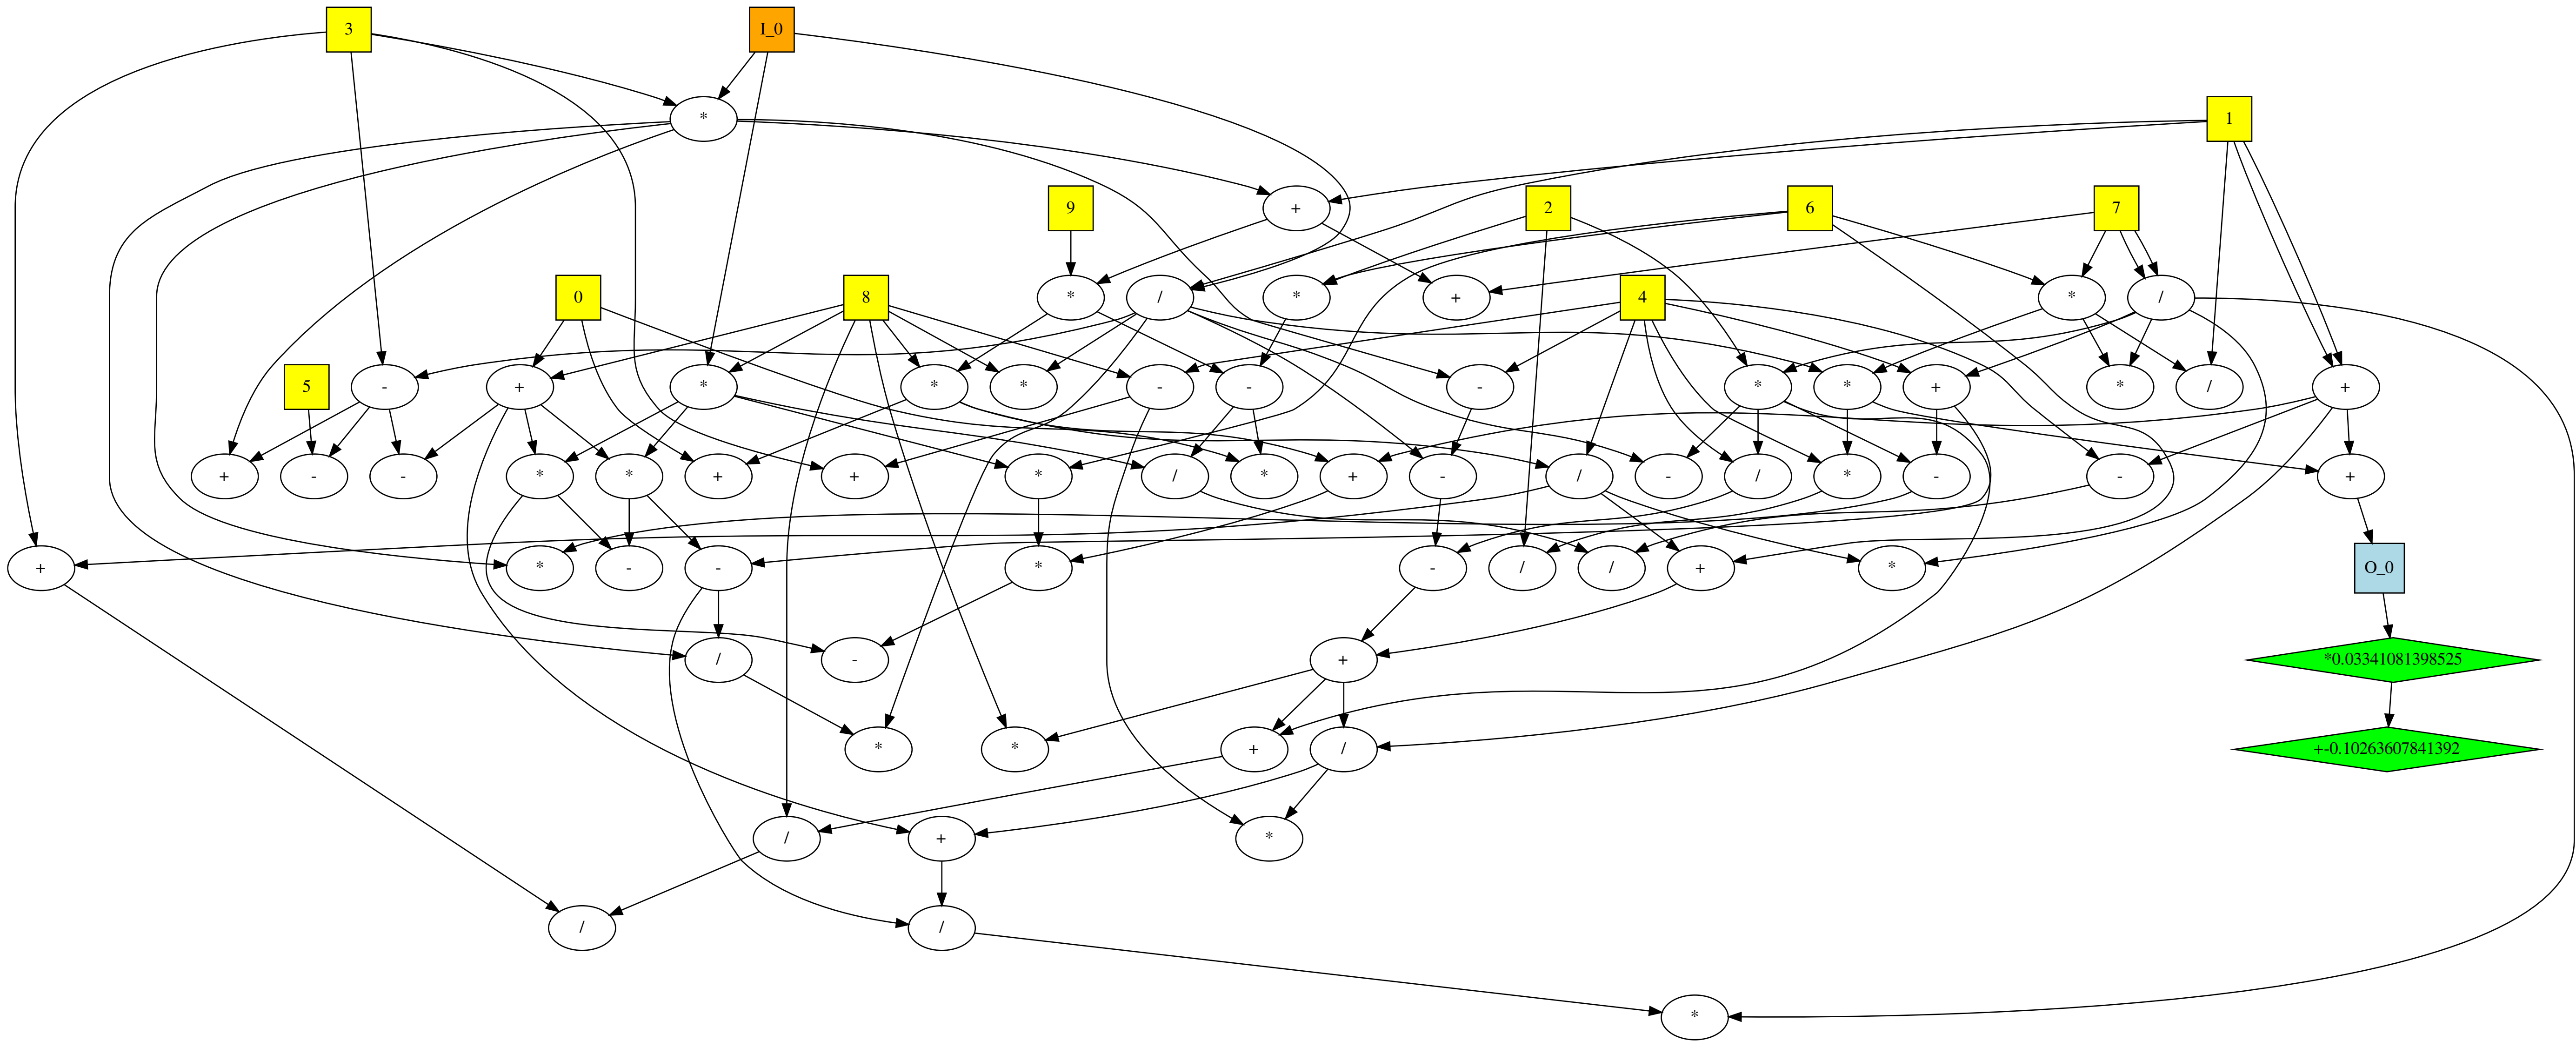 3 I_0
* 1
9 + 2 6 7
0 8 * / * + 4 * /
5 - + * * * - - - * * + * / +
+ - - * * + + * / * + - / - / * - - +
+ * - - * - / / + * O_0
/ - + *0.03341081398525
* * + / +-0.10263607841392
/ + *
/ /
*